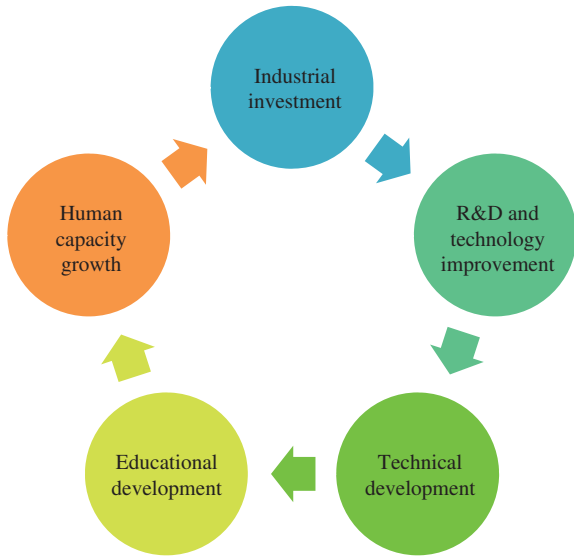 Industrial
investment
R&D and
technology
improvement
Technical
development
Educational
development
Human
capacity
growth